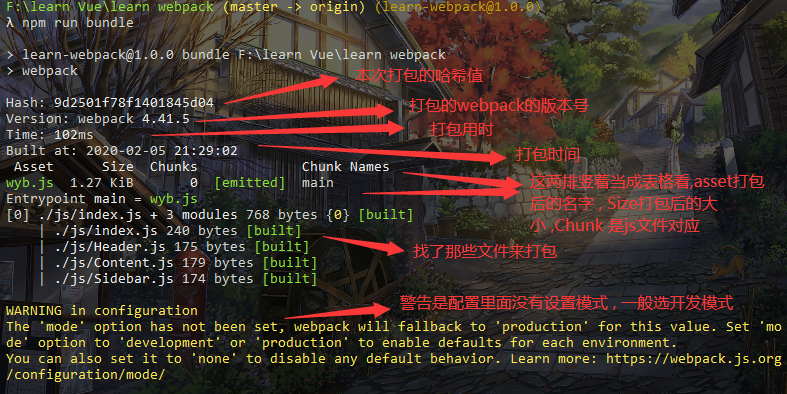 F:\learn Vue\learn webpack (master -> origin) (learn-webpack@1.0.0)
λ npm run bundle
> learn-webpack@1.0.0 bundle F:\learn Vue\learn webpack
> webpack
本次打包的哈希值
Hash: 9d2501f78f1401845d04
打包的webpack的版本号
Version: webpack 4.41.5
打包用时
Time: 102ms
Built at: 2020-02-05 21:29:02
打包时间
Asset Size Chunks Chunk Names
wyb.js 1.27 KiB 0 [emitted] main
这两排竖着当成表格看,asset打包
后的名字，Size打包后的大
小,Chunk 是js文件对应
Entrypoint main = wyb.js
[0] ./js/index.js + 3 modules 768 bytes {0} [built]
| ./js/index.js 240 bytes [built]
| ./js/Header.js 175 bytes [built]
找了那些文件来打包
| ./js/Content.js 179 bytes [built]
| ./js/Sidebar.js 174 bytes [built]
警告是配置里面没有设置模式，一般选开发模式
WARNING in configuration
The 'mode' option has not been set, webpack will fallback to 'production' for this value. Set 'mo
de' option to 'development' or 'production' to enable defaults for each environment.
You can also set it to 'none' to disable any default behavior. Learn more: https://webpack.js.org
/configuration/mode/